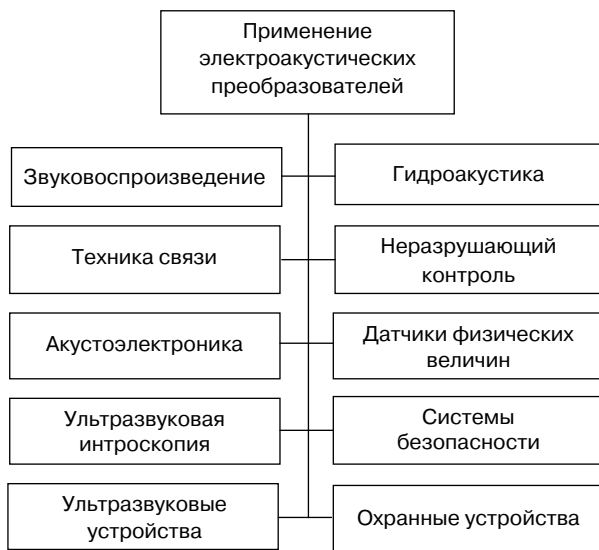 Применение
электроакустических
преобразователей
Звуковоспроизведение
Гидроакустика
Техника связи
Неразрушающий
контроль
Акустоэлектроника
Датчики физических
величин
Ультразвуковая
интроскопия
Системы
безопасности
Ультразвуковые
устройства
Охранные устройства